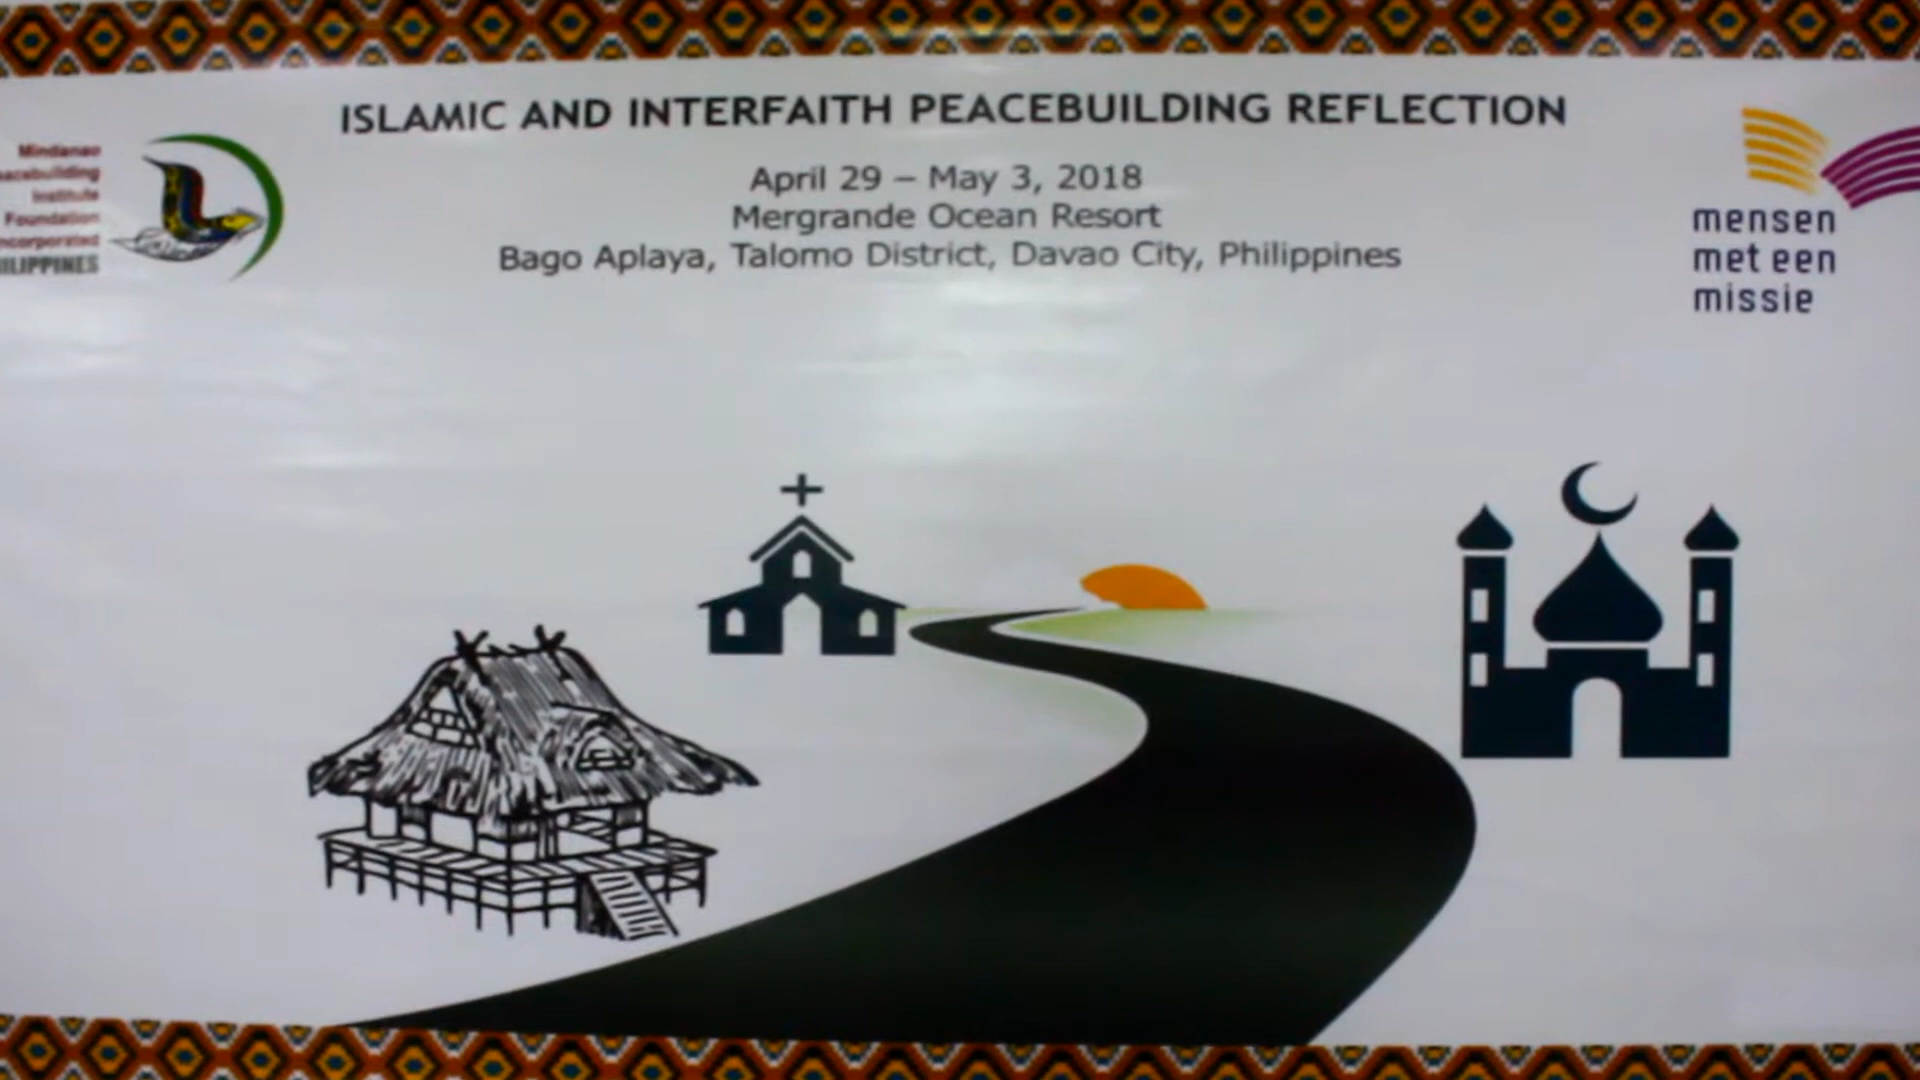 ISLAMIC AND INTERFAITH PEACEBUILDING REFLECTION
April 29 – May 3, 2018
Mergrande Ocean Resort
Bago Aplaya, Talomo District, Davao City, Philippines
Mindanao
Peacebuilding
Institute
Foundation
Incorporated
PHILIPPINES
mensen
met een
missie